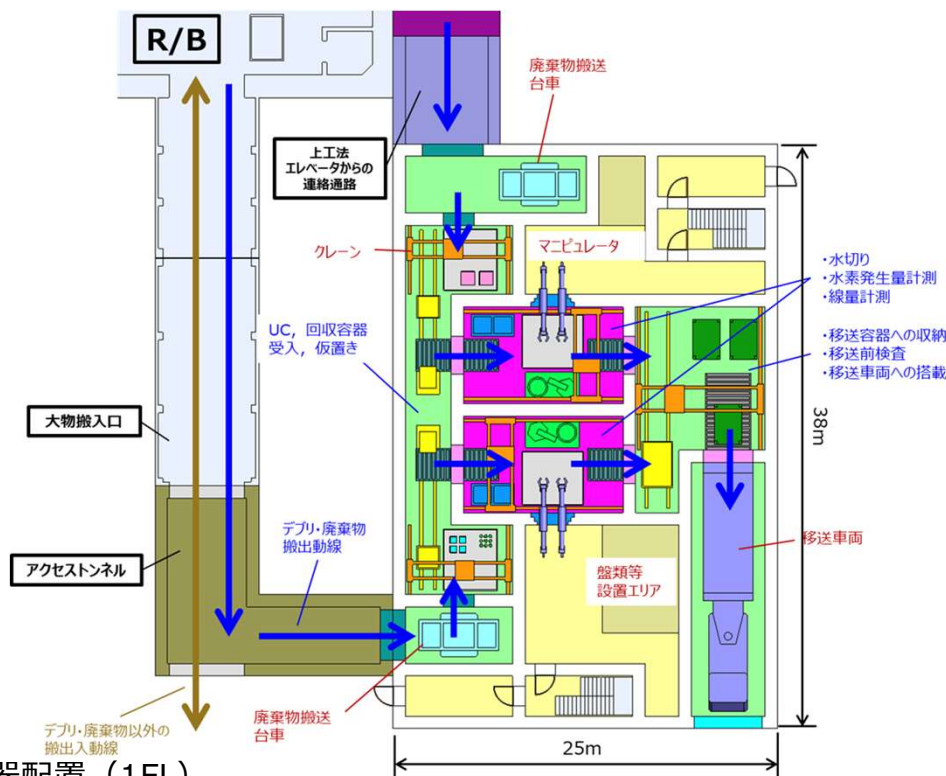 R/B
廃棄物搬送
台車
上工法
エレベータからの
連絡通路
クレーン
マニピュレータ
・水切り
・水素発生量計測
・線量計測
UC，回収容器
受入，仮置き
・移送容器への収納
・移送前検査
・移送車両への搭載
大物搬入口
38m
デブリ・廃棄物
搬出動線
移送車両
アクセストンネル
盤類等
設置エリア
デブリ・廃棄物以外の
搬出入動線
廃棄物搬送
台車
25m
器配置（1FL）